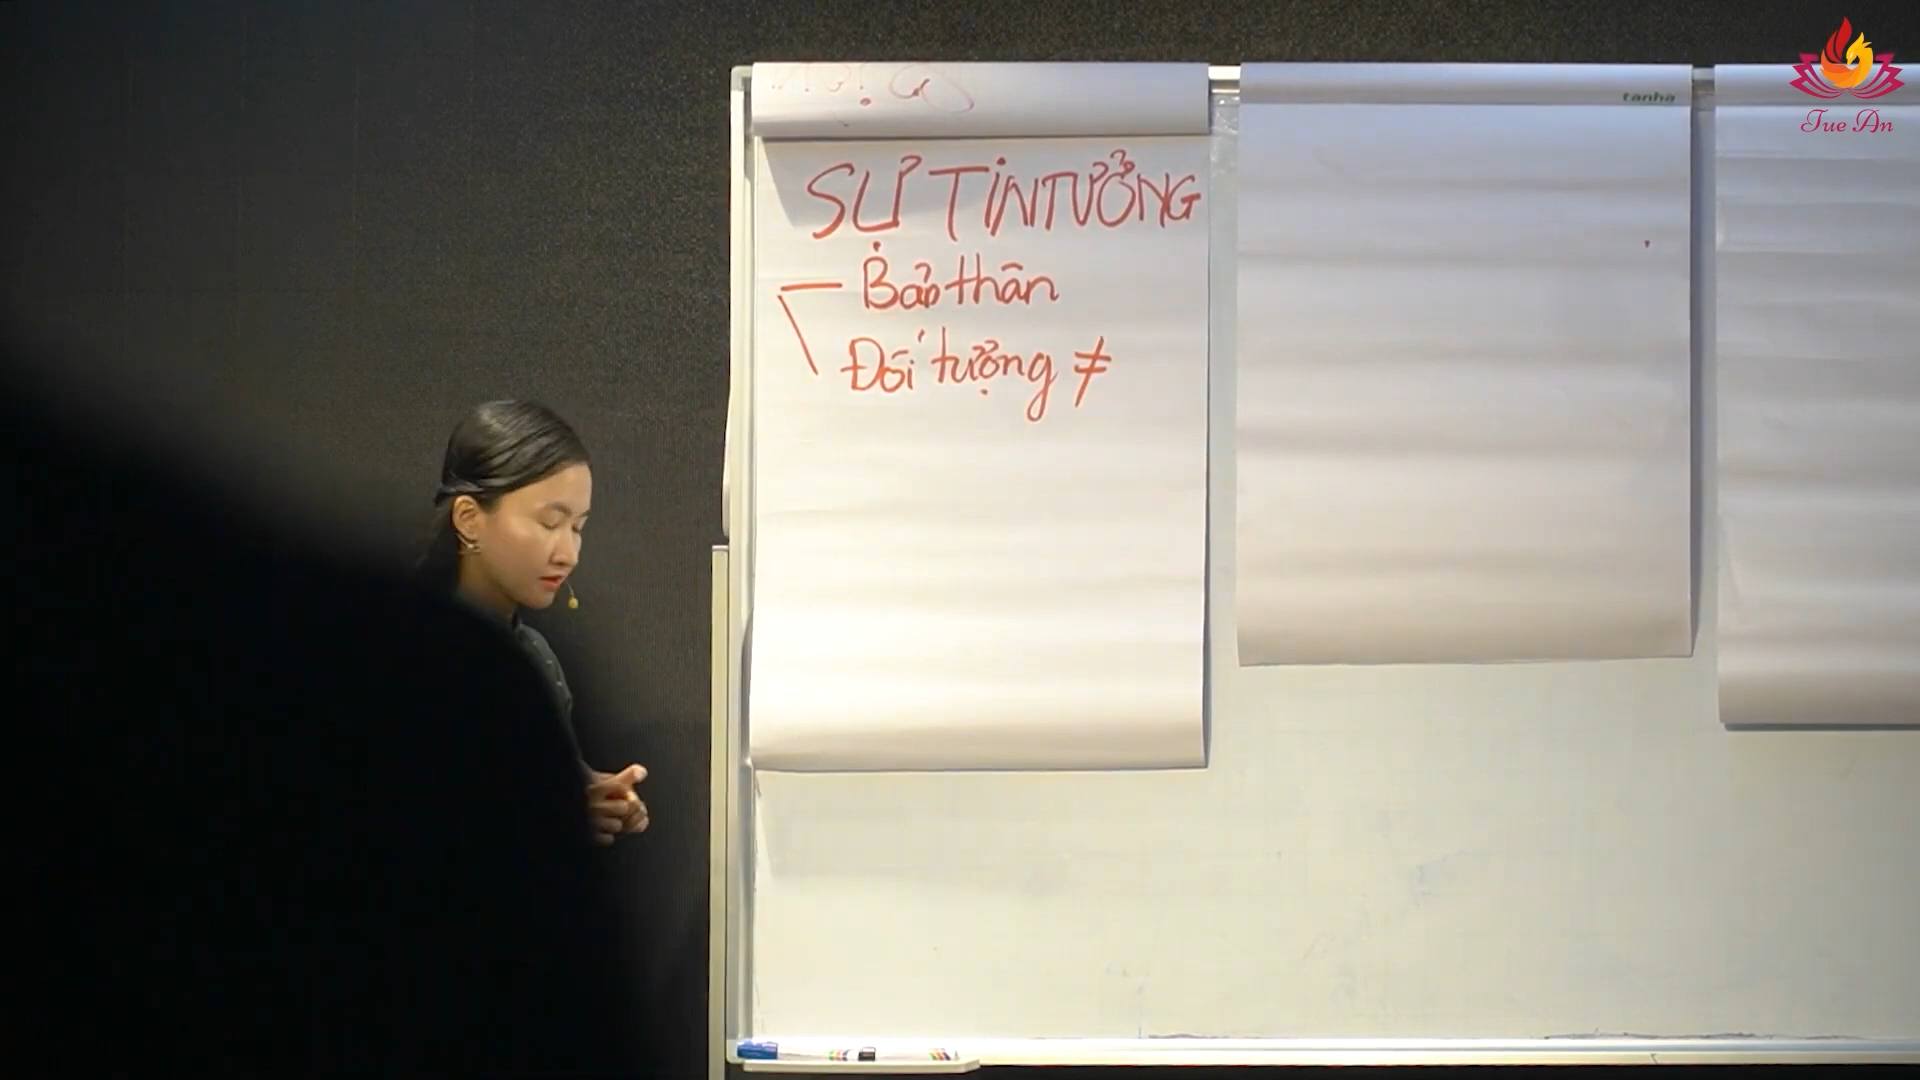 SỰ TIN TƯỞNG
Bản thân
Đối tượng ≠
tanha
Tue An